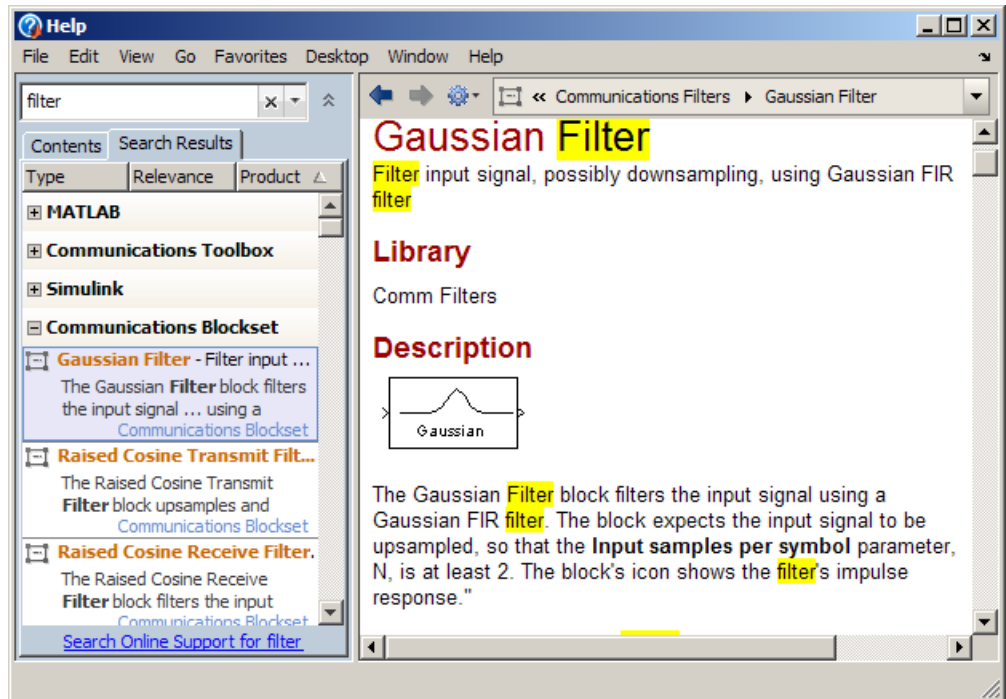 Help
File Edit View Go Favorites Desktop Window Help
filter
Contents Search Results
Type Relevance Product
MATLAB
Communications Toolbox
Simulink
Communications Blockset
Gaussian Filter - Filter input ...
The Gaussian Filter block filters
the input signal ... using a
Communications Blockset
Raised Cosine Transmit Filt...
The Raised Cosine Transmit
Filter block upsamples and
Communications Blockset
Raised Cosine Receive Filter.
The Raised Cosine Receive
Filter block filters the input
Communications Blockset
Search Online Support for filter
« Communications Filters Gaussian Filter
Gaussian Filter
Filter input signal, possibly downsampling, using Gaussian FIR
filter
Library
Comm Filters
Description
Gaussian
The Gaussian Filter block filters the input signal using a
Gaussian FIR filter. The block expects the input signal to be
upsampled, so that the Input samples per symbol parameter,
N, is at least 2. The block's icon shows the filter's impulse
response."